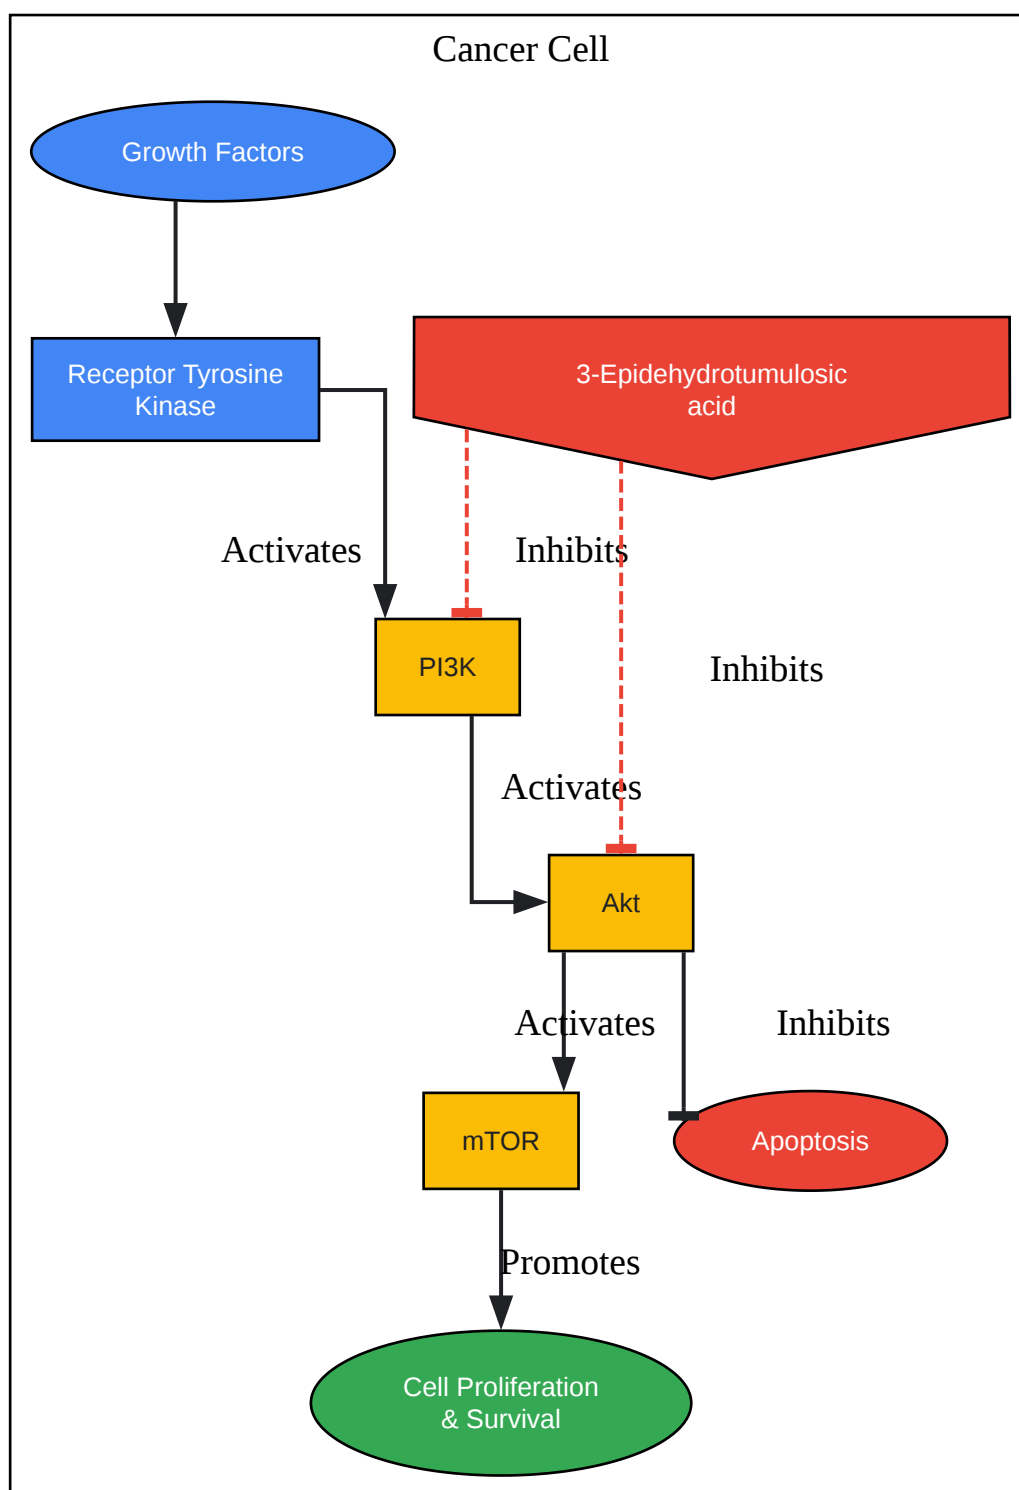 Cancer Cell
Growth Factors
Receptor Tyrosine
Kinase
3-Epidehydrotumulosic
acid
Activates
Inhibits
PI3K
Inhibits
Activates
Akt
Activates
Inhibits
mTOR
Apoptosis
Promotes
Cell Proliferation
& Survival